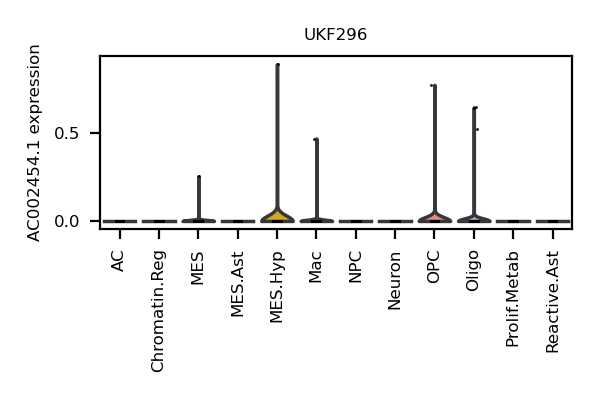 UKF296
AC002454.1 expression
0.5
0.0
AC
Chromatin.Reg
MES
MES.Ast
MES.Hyp
Mac
NPC
Neuron
OPC
Oligo
Prolif.Metab
Reactive.Ast